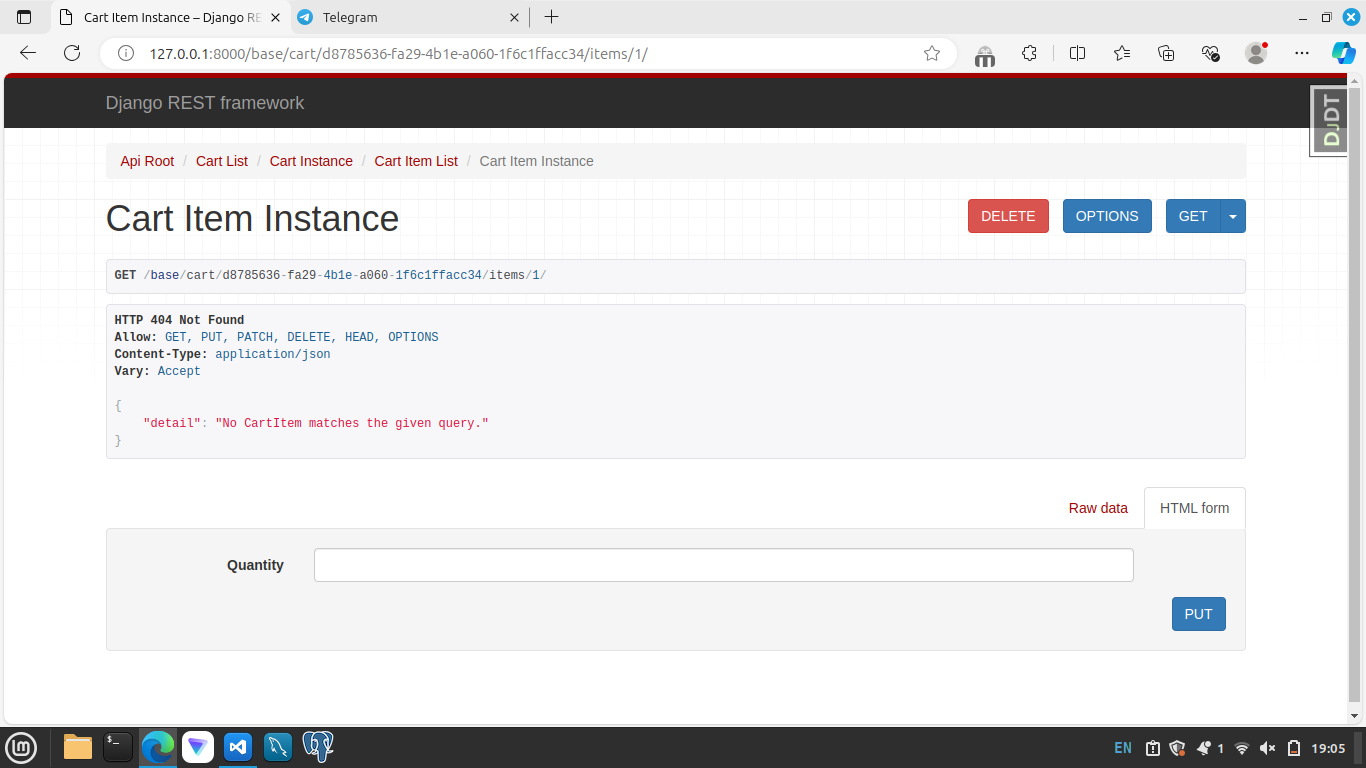 Cart Item Instance – Django RE
Telegram
127.0.0.1:8000/base/cart/d8785636-fa29-4b1e-a060-1f6c1ffacc34/items/1/
Django REST framework
DJDT
Api Root / Cart List / Cart Instance / Cart Item List / Cart Item Instance
Cart Item Instance
DELETE
OPTIONS
GET
GET /base/cart/d8785636-fa29-4b1e-a060-1f6c1ffacc34/items/1/
HTTP 404 Not Found
Allow: GET, PUT, PATCH, DELETE, HEAD, OPTIONS
Content-Type: application/json
Vary: Accept
{
"detail": "No CartItem matches the given query."
}
Raw data
HTML form
Quantity
PUT
EN
1
19:05